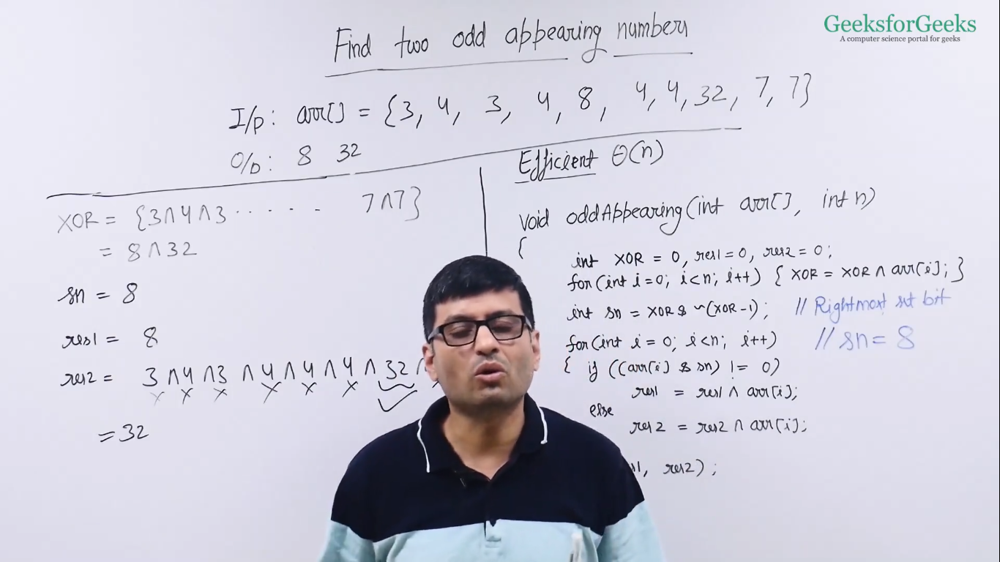 GeeksforGeeks
A computer science portal for geeks
Find two odd appearing numbers
I/p: arr[] = {3, 4, 3, 4, 8, 4, 4, 32, 7, 7}
O/p: 8 32
XOR = {3∧4∧3 . . . . . . 7∧7}
= 8∧32
sn = 8
res1 = 8
res2 = 3 ∧ 4 ∧ 3 ∧ 4 ∧ 4 ∧ 4 ∧ 32 ∧
= 32
Efficient θ(n)
void oddAppearing(int arr[], int n)
{
int XOR = 0, res1 = 0, res2 = 0;
for(int i=0; i<n; i++) { XOR = XOR ∧ arr[i]; }
int sn = XOR & ~(XOR-1); // Rightmost set bit
for(int i=0; i<n; i++) // sn = 8
{ if ((arr[i] & sn) != 0)
res1 = res1 ∧ arr[i];
else
res2 = res2 ∧ arr[i];
, res2);